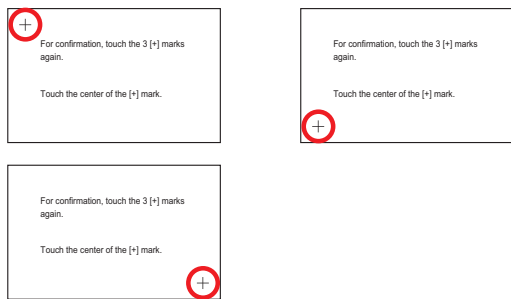 +
For confirmation, touch the 3 [+] marks
again.
Touch the center of the [+] mark.
For confirmation, touch the 3 [+] marks
again.
Touch the center of the [+] mark.
+
For confirmation, touch the 3 [+] marks
again.
Touch the center of the [+] mark.
+